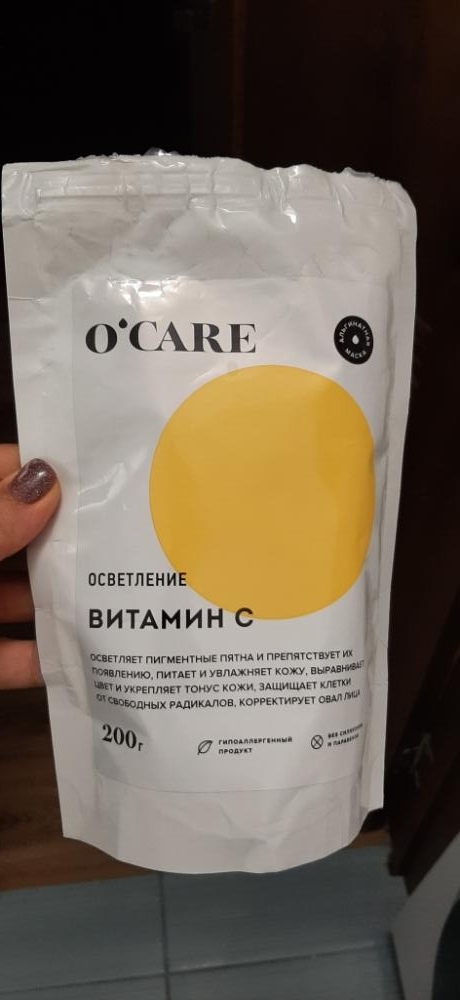 O'CARE
АЛЬГИНАТНАЯ
МАСКА
ОСВЕТЛЕНИЕ
ВИТАМИН С
ОСВЕТЛЯЕТ ПИГМЕНТНЫЕ ПЯТНА И ПРЕПЯТСТВУЕТ ИХ
ПОЯВЛЕНИЮ, ПИТАЕТ И УВЛАЖНЯЕТ КОЖУ, ВЫРАВНИВАЕТ
ЦВЕТ И УКРЕПЛЯЕТ ТОНУС КОЖИ, ЗАЩИЩАЕТ КЛЕТКИ
ОТ СВОБОДНЫХ РАДИКАЛОВ, КОРРЕКТИРУЕТ ОВАЛ ЛИЦА
200г
ГИПОАЛЛЕРГЕННЫЙ
ПРОДУКТ
БЕЗ СИЛИКОНОВ
И ПАРАБЕНОВ